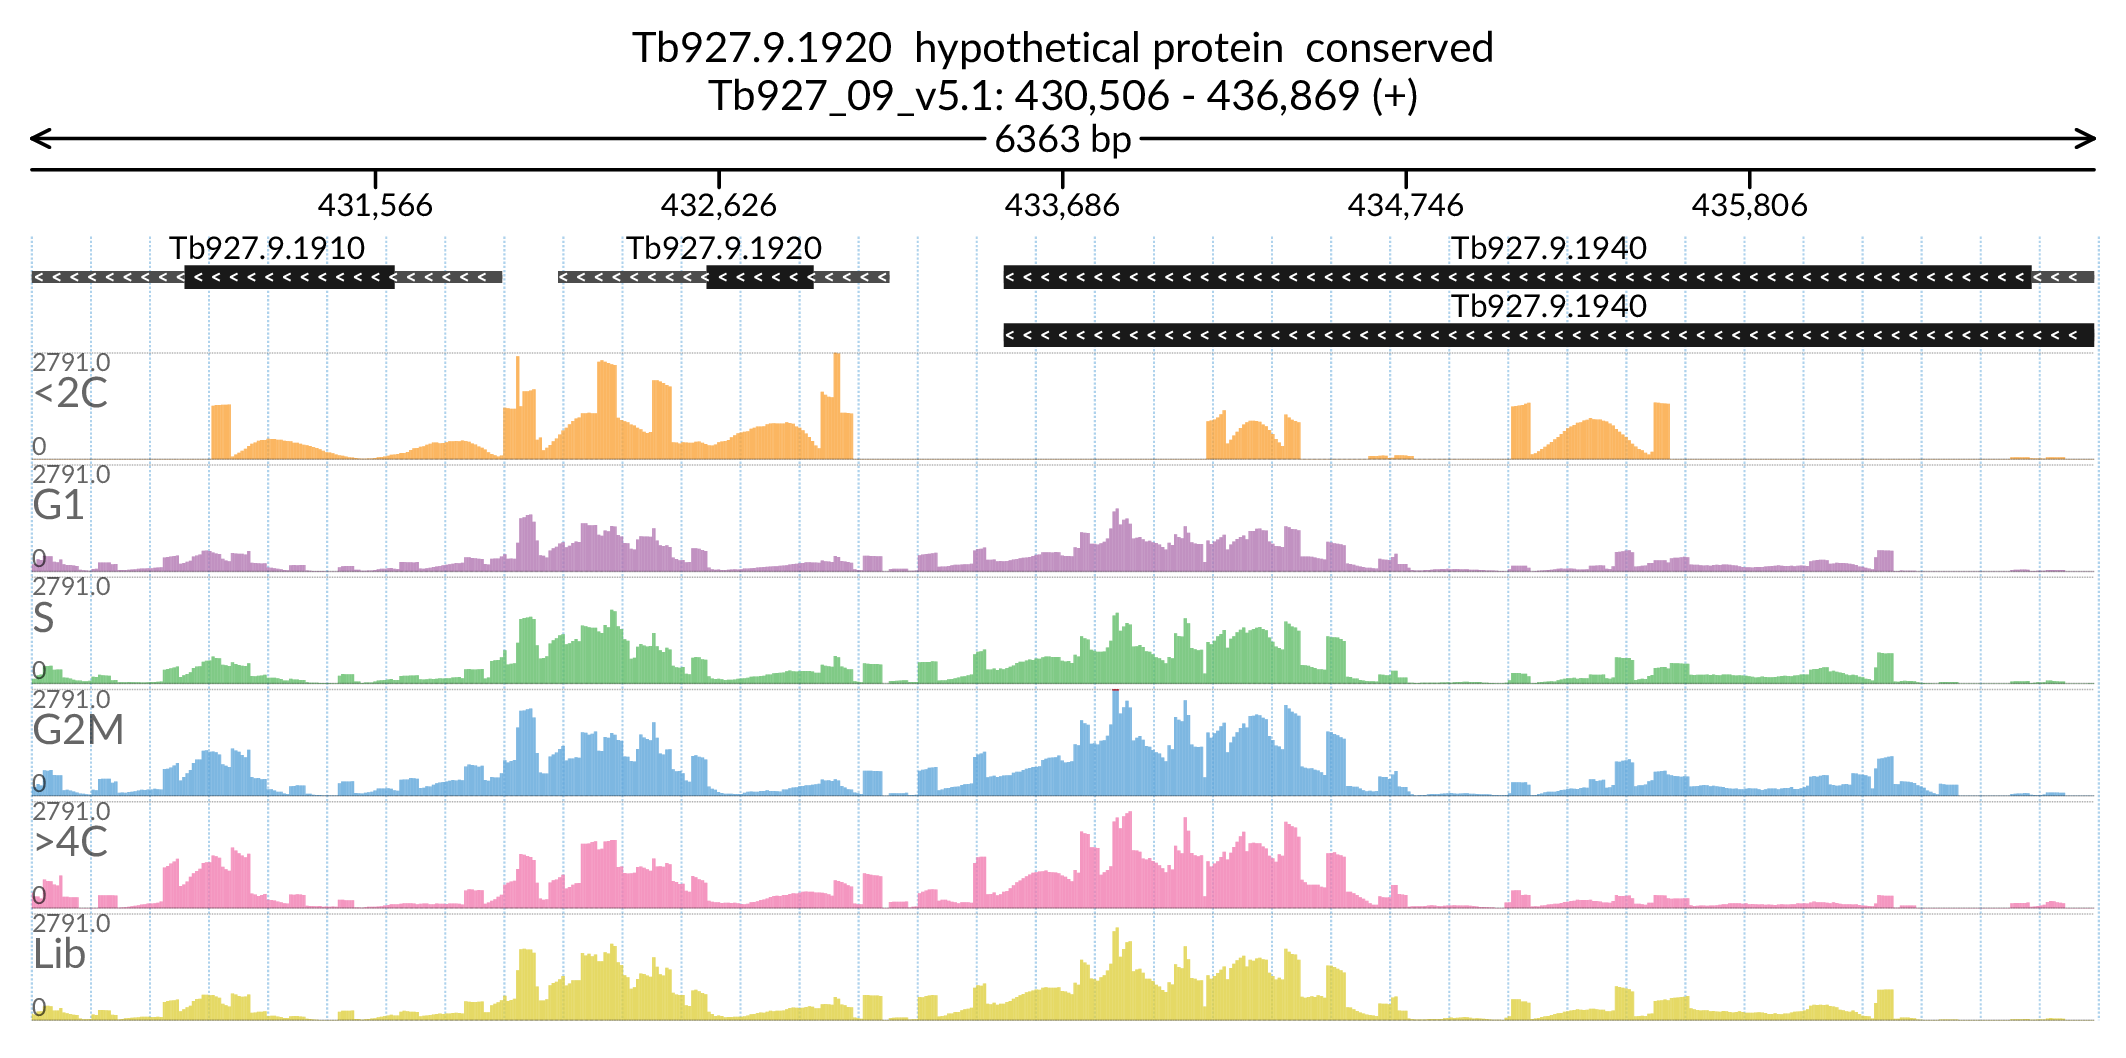 Tb927.9.1920  hypothetical protein  conserved
Tb927_09_v5.1: 430,506 - 436,869 (+)
6363 bp
431,566 432,626 433,686 434,746 435,806
Tb927.9.1910 Tb927.9.1920 Tb927.9.1940
Tb927.9.1940
2791.0
<2C
0
2791.0
G1
0
2791.0
S
0
2791.0
G2M
0
2791.0
>4C
0
2791.0
Lib
0